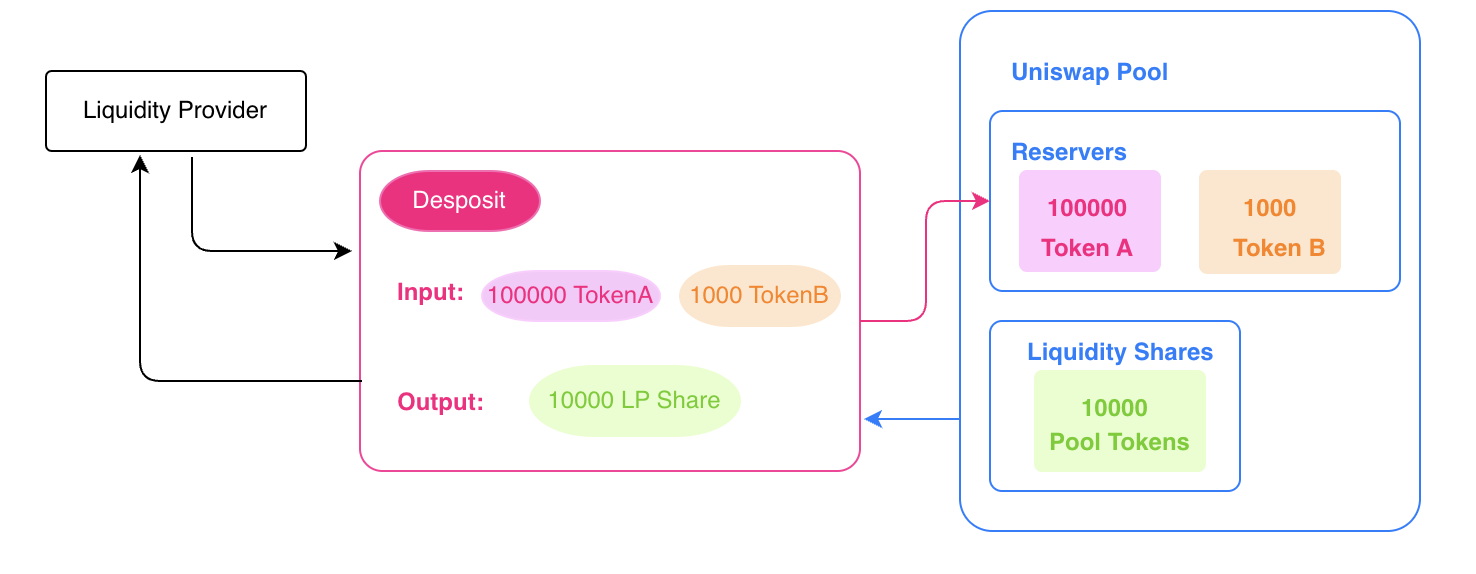 Liquidity Provider
Desposit
Input:
100000 TokenA
1000 TokenB
Output:
10000 LP Share
Uniswap Pool
Reservers
100000
Token A
1000
Token B
Liquidity Shares
10000
Pool Tokens